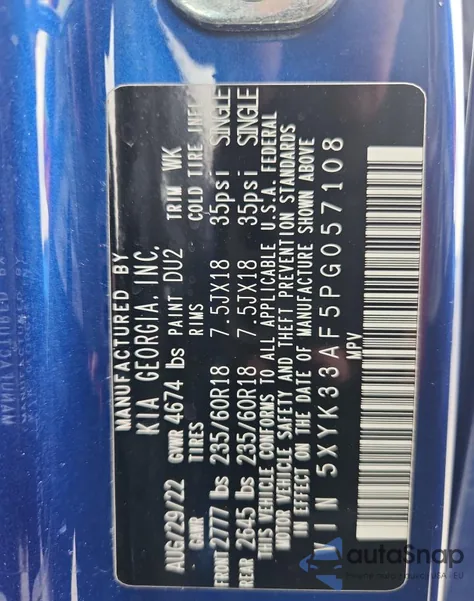 MANUFACTURED BY
KIA GEORGIA, INC.
AUG/29/22 GVWR 4674 lbs PAINT DU2 TRIM WK
GAWR TIRES RIMS COLD TIRE INFL
FRONT 2777 lbs 235/60R18 7.5JX18 35psi SINGLE
REAR 2645 lbs 235/60R18 7.5JX18 35psi SINGLE
THIS VEHICLE CONFORMS TO ALL APPLICABLE U.S.A. FEDERAL
MOTOR VEHICLE SAFETY AND THEFT PREVENTION STANDARDS
IN EFFECT ON THE DATE OF MANUFACTURE SHOWN ABOVE
VIN 5XYK33AF5PG057108
MPV
autoSnap